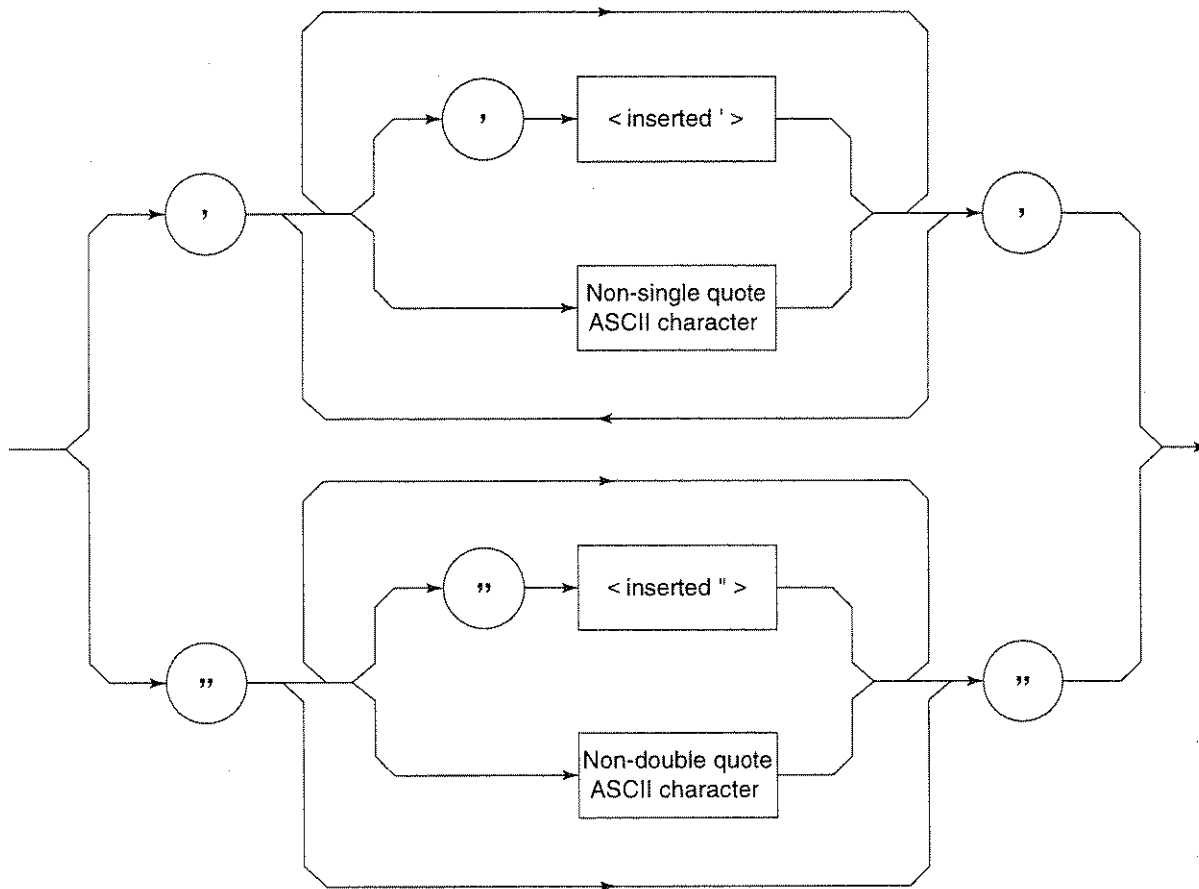 ’ < inserted ' >
’ ’
Non-single quote
ASCII character
” < inserted " >
” ”
Non-double quote
ASCII character